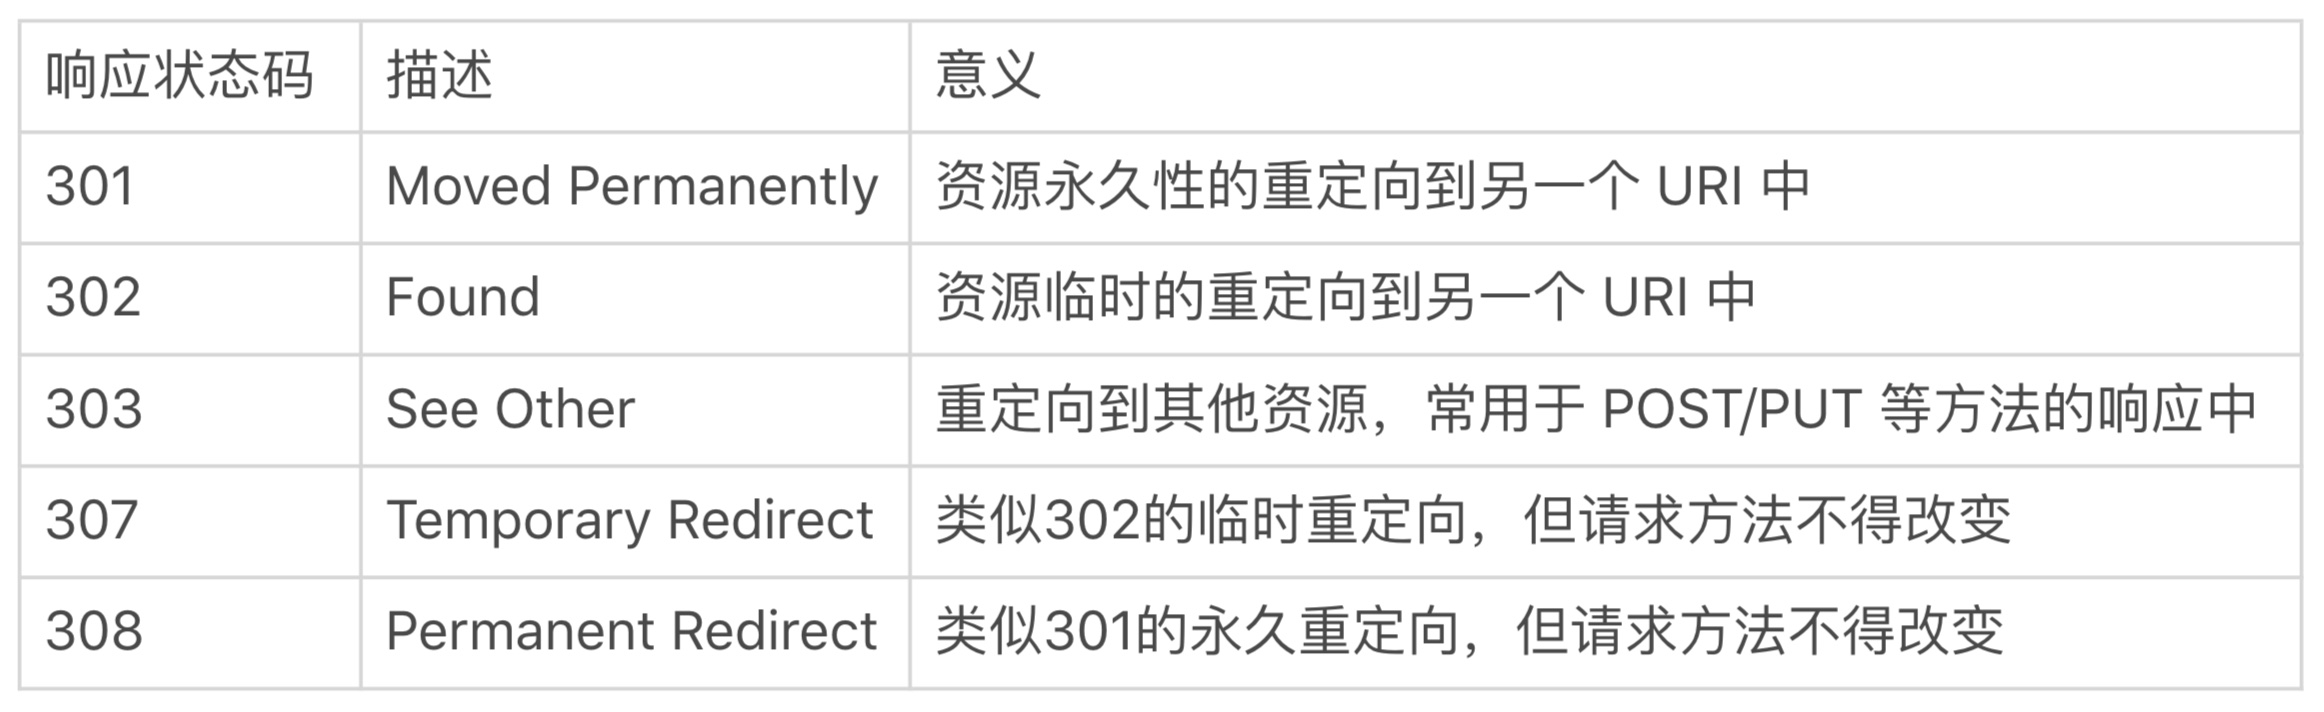 响应状态码 描述 意义
301 Moved Permanently 资源永久性的重定向到另一个 URI 中
302 Found 资源临时的重定向到另一个 URI 中
303 See Other 重定向到其他资源，常用于 POST/PUT 等方法的响应中
307 Temporary Redirect 类似302的临时重定向，但请求方法不得改变
308 Permanent Redirect 类似301的永久重定向，但请求方法不得改变